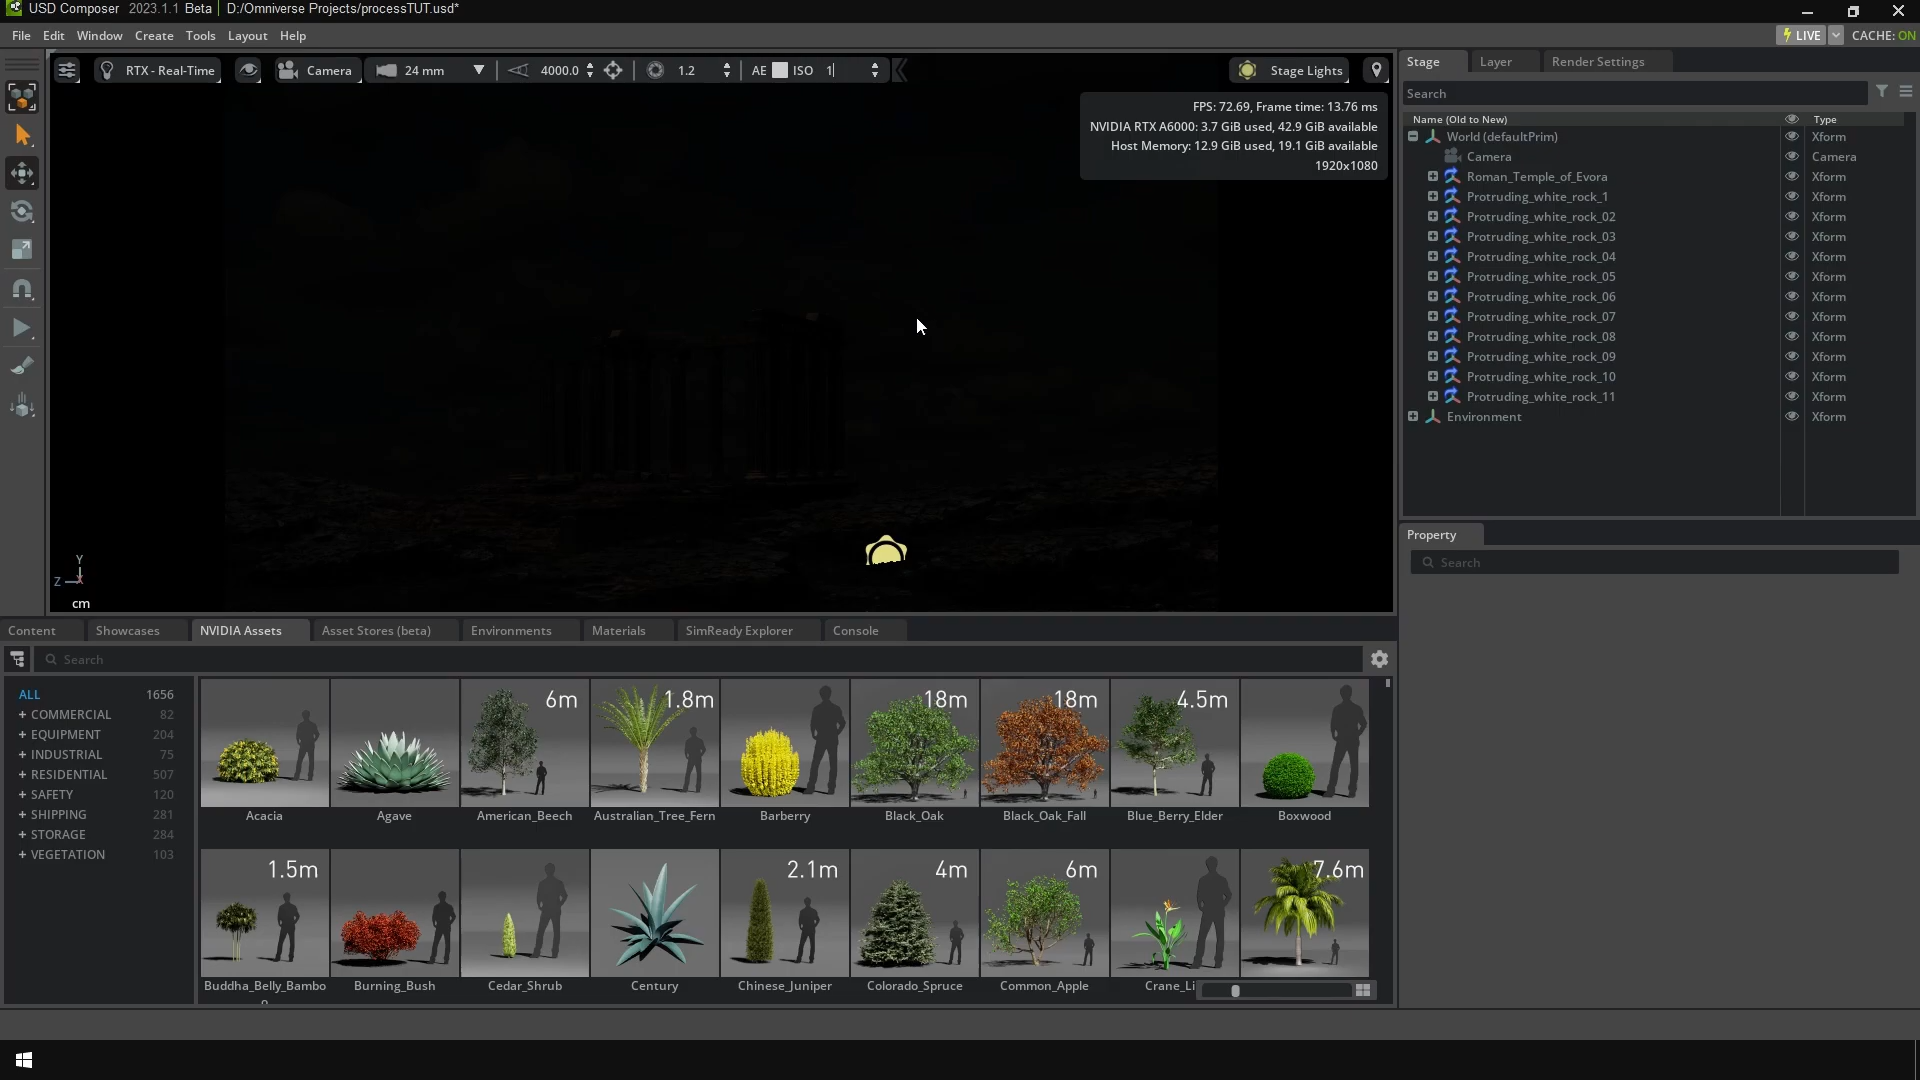 USD Composer 2023.1.1 Beta | D:/Omniverse Projects/processTUT.usd*
File Edit Window Create Tools Layout Help
LIVE CACHE: ON
RTX - Real-Time Camera 24 mm 4000.0 1.2 AE ISO 1 Stage Lights
FPS: 72.69, Frame time: 13.76 ms
NVIDIA RTX A6000: 3.7 GiB used, 42.9 GiB available
Host Memory: 12.9 GiB used, 19.1 GiB available
1920x1080
Y
Z
cm
Stage Layer Render Settings
Search
Name (Old to New) Type
World (defaultPrim) Xform
Camera Camera
Roman_Temple_of_Evora Xform
Protruding_white_rock_1 Xform
Protruding_white_rock_02 Xform
Protruding_white_rock_03 Xform
Protruding_white_rock_04 Xform
Protruding_white_rock_05 Xform
Protruding_white_rock_06 Xform
Protruding_white_rock_07 Xform
Protruding_white_rock_08 Xform
Protruding_white_rock_09 Xform
Protruding_white_rock_10 Xform
Protruding_white_rock_11 Xform
Environment Xform
Property
Search
Content Showcases NVIDIA Assets Asset Stores (beta) Environments Materials SimReady Explorer Console
Search
ALL 1656
+ COMMERCIAL 82
+ EQUIPMENT 204
+ INDUSTRIAL 75
+ RESIDENTIAL 507
+ SAFETY 120
+ SHIPPING 281
+ STORAGE 284
+ VEGETATION 103
6m 1.8m 18m 18m 4.5m
Acacia Agave American_Beech Australian_Tree_Fern Barberry Black_Oak Black_Oak_Fall Blue_Berry_Elder Boxwood
1.5m 2.1m 4m 6m 7.6m
Buddha_Belly_Bambo Burning_Bush Cedar_Shrub Century Chinese_Juniper Colorado_Spruce Common_Apple Crane_Li
o